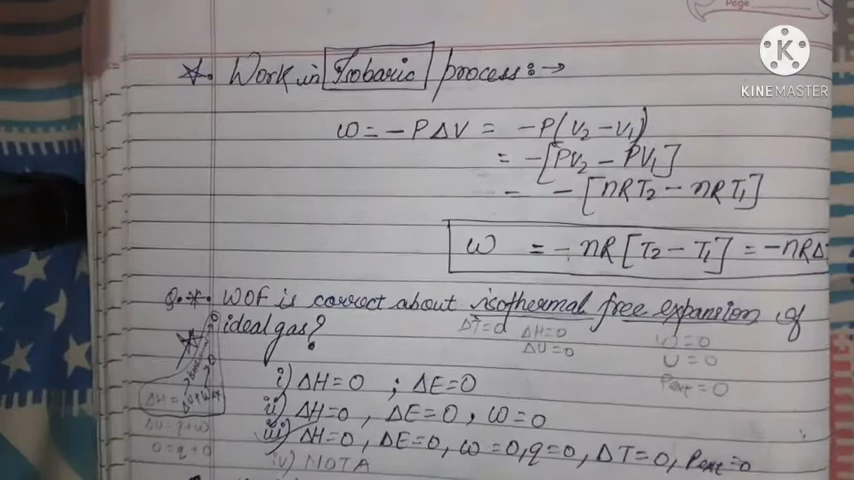 Page
KINEMASTER
*. Work in Isobaric process:→
W = -PΔV = -P(V₂ - V₁)
= -[PV₂ - PV₁]
= -[nRT₂ - nRT₁]
W = -nR[T₂ - T₁] = -nRΔ
Q.*. WOF is correct about isothermal free expansion of
ideal gas?
ΔT=0 ΔH=0 W=0
ΔU=0 U=0
Pext=0
i) ΔH=0 ; ΔE=0
ii) ΔH=0, ΔE=0, W=0
iii) ΔH=0, ΔE=0, W=0, q=0, ΔT=0, Pext=0
iv) NOTA
ΔH =
ΔU=q+W
0=q+0